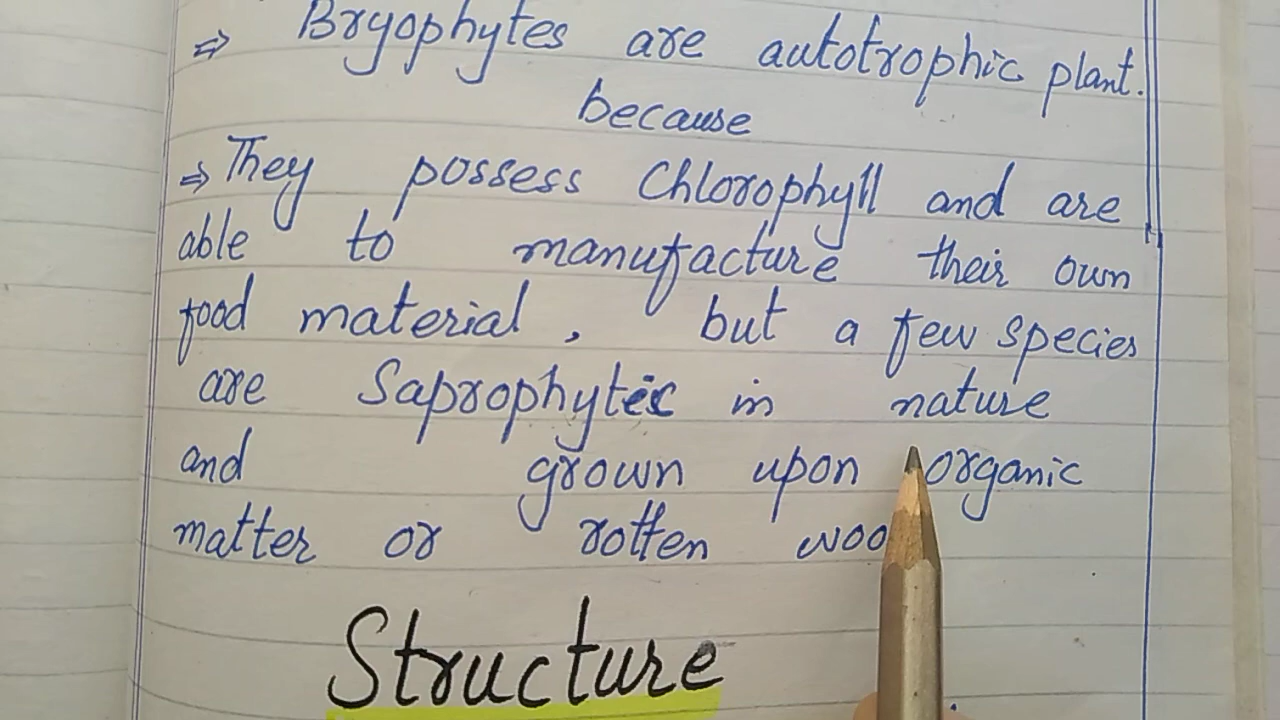 ⇒ Bryophytes are autotrophic plant.
because
⇒ They possess Chlorophyll and are
able to manufacture their own
food material, but a few species
are Saprophytic in nature
and grown upon organic
matter or rotten
Structure